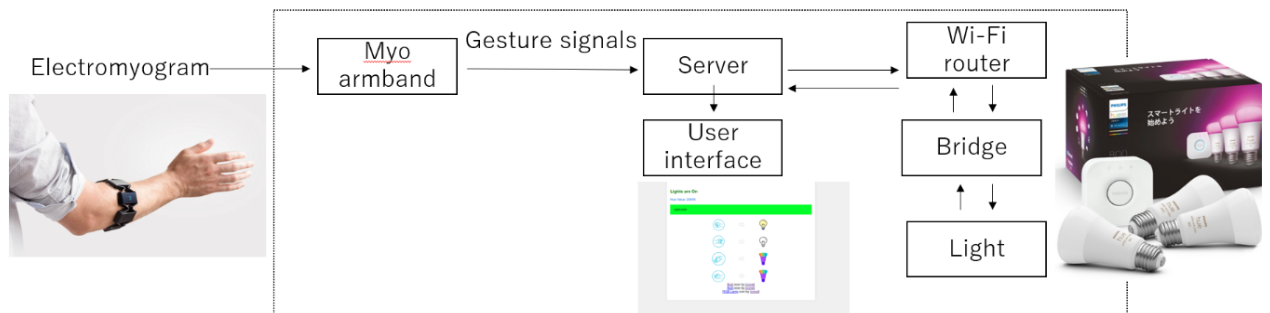 Electromyogram
Myo
armband
Gesture signals
Server
User
interface
Wi-Fi
router
Bridge
Light
Lights are On
PHILIPS
スマートライトを
始めよう